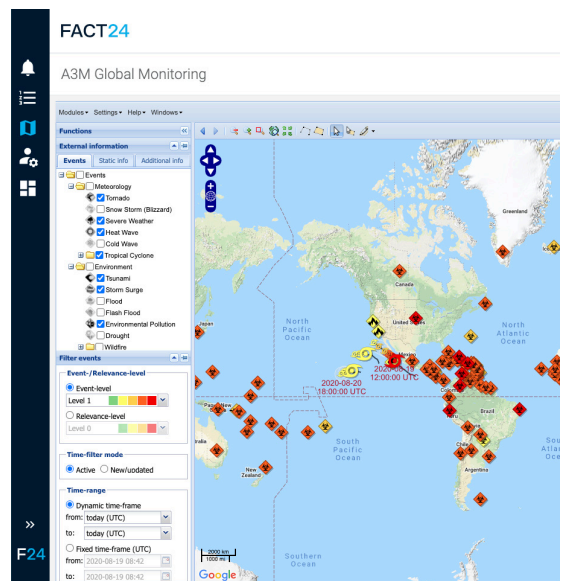 FACT24
A3M Global Monitoring
Modules Settings Help Windows
Functions
External information
Events Static info Additional info
Events
Meteorology
Tornado
Snow Storm (Blizzard)
Severe Weather
Heat Wave
Cold Wave
Tropical Cyclone
Environment
Tsunami
Storm Surge
Flood
Flash Flood
Environmental Pollution
Drought
Wildfire
Filter events
Event-/Relevance-level
Event-level
Level 1
Relevance-level
Level 0
Time-filter mode
Active New/uodated
Time-range
Dynamic time-frame
from: today (UTC)
to: today (UTC)
Fixed time-frame (UTC)
from: 2020-08-19 08:42
to: 2020-08-19 08:42
F24
Greenland
Canada
North
Pacific
Ocean
United States
North
Atlantic
Ocean
Japan
Mexico
2020-08-19
12:00:00 UTC
2020-08-20
18:00:00 UTC
Brazil
Peru
South
Pacific
Ocean
Chile
Argentina
New
Zealand
Southern
Ocean
2000 km
1000 mi
Google